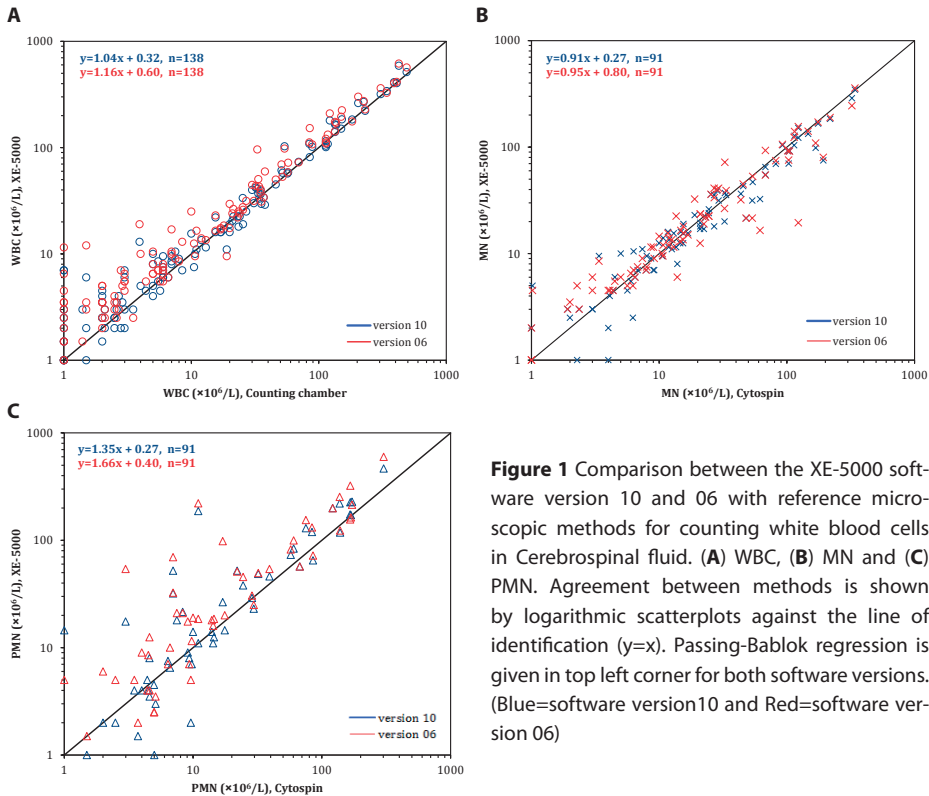 A
y=1.04x + 0.32, n=138
y=1.16x + 0.60, n=138
1000
100
10
1
WBC (×10⁶/L), XE-5000
version 10
version 06
1 10 100 1000
WBC (×10⁶/L), Counting chamber
B
y=0.91x + 0.27, n=91
y=0.95x + 0.80, n=91
1000
100
10
1
MN (×10⁶/L), XE-5000
version 10
version 06
1 10 100 1000
MN (×10⁶/L), Cytospin
C
y=1.35x + 0.27, n=91
y=1.66x + 0.40, n=91
1000
100
10
1
PMN (×10⁶/L), XE-5000
version 10
version 06
1 10 100 1000
PMN (×10⁶/L), Cytospin
Figure 1 Comparison between the XE-5000 soft-
ware version 10 and 06 with reference micro-
scopic methods for counting white blood cells
in Cerebrospinal fluid. (A) WBC, (B) MN and (C)
PMN. Agreement between methods is shown
by logarithmic scatterplots against the line of
identification (y=x). Passing-Bablok regression is
given in top left corner for both software versions.
(Blue=software version10 and Red=software ver-
sion 06)